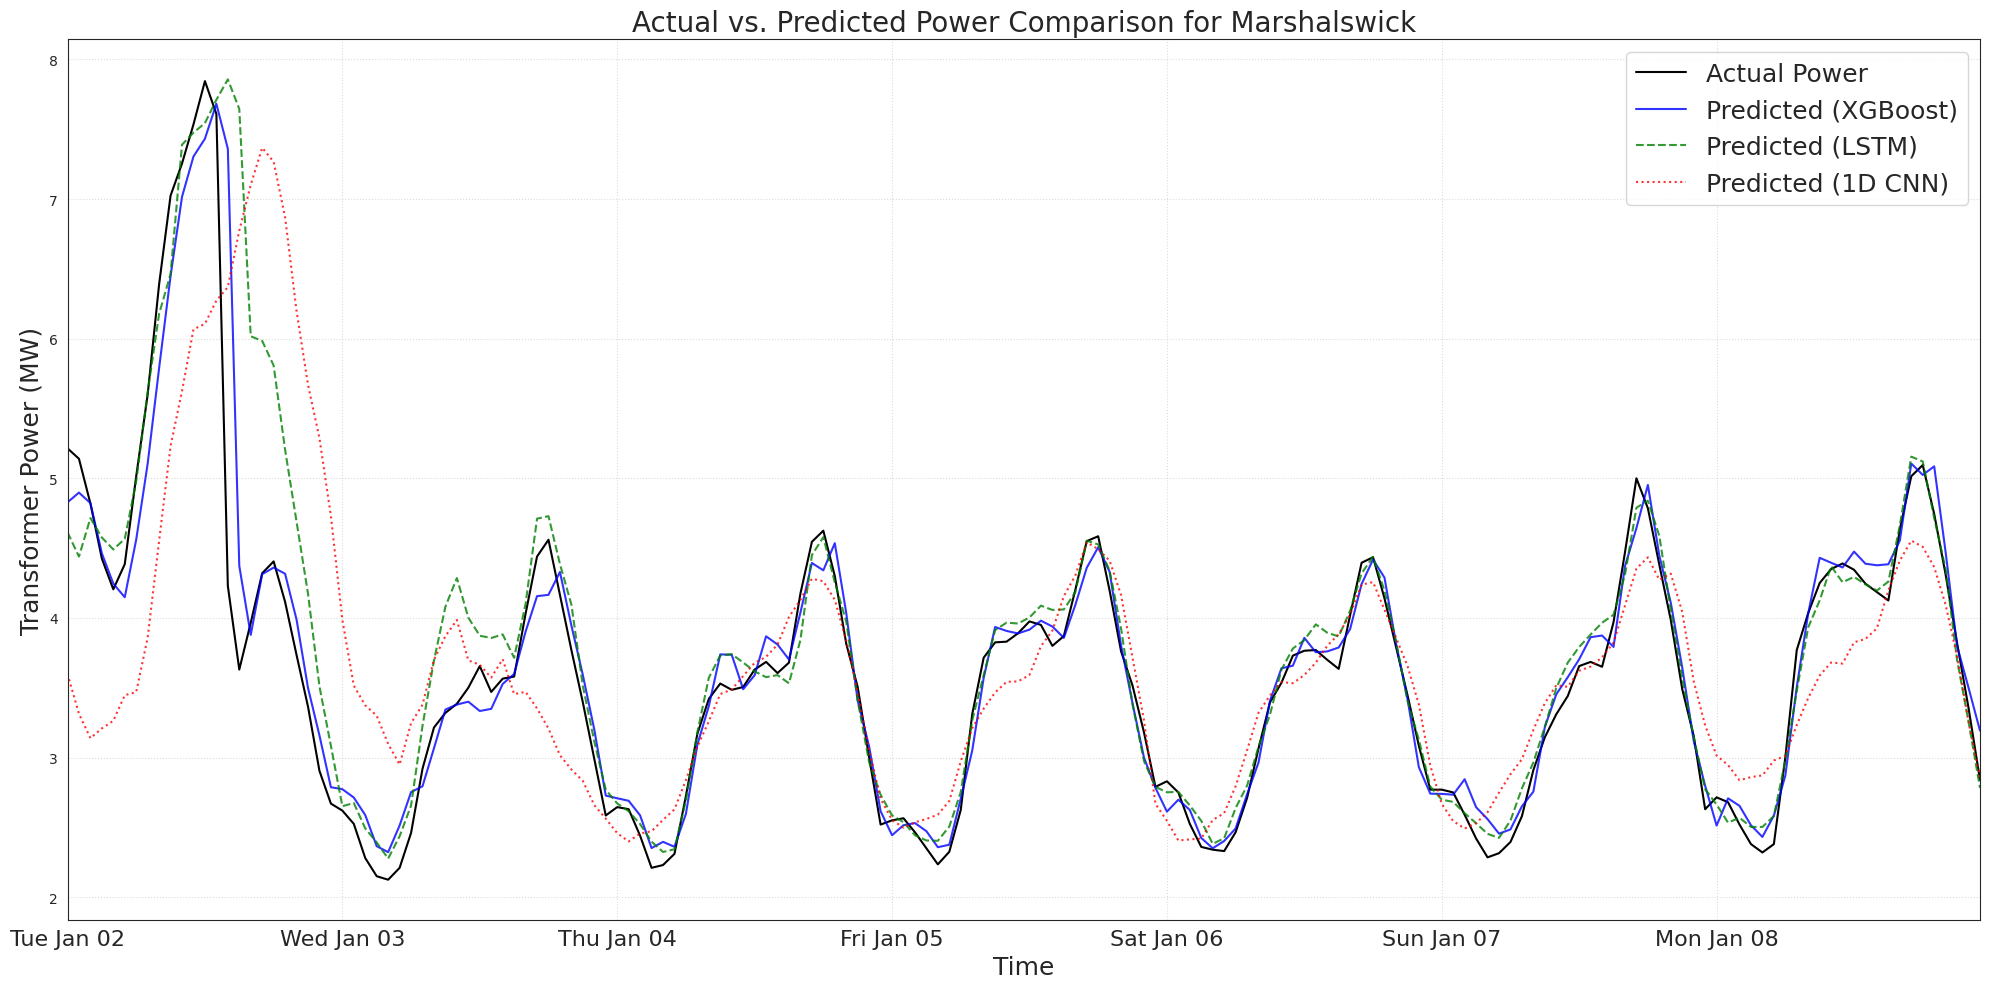 Actual vs. Predicted Power Comparison for Marshalswick
Actual Power
Predicted (XGBoost)
Predicted (LSTM)
Predicted (1D CNN)
Transformer Power (MW)
8
7
6
5
4
3
2
Tue Jan 02 Wed Jan 03 Thu Jan 04 Fri Jan 05 Sat Jan 06 Sun Jan 07 Mon Jan 08
Time